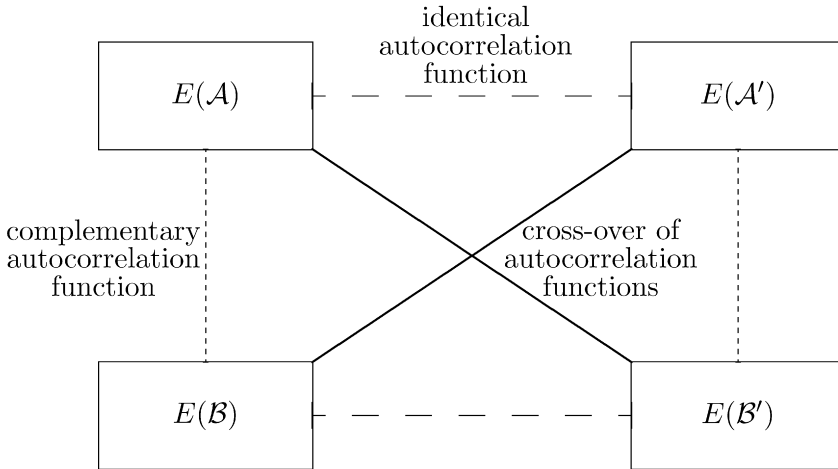 identical
autocorrelation
function
E(𝒜)
E(𝒜′)
complementary
autocorrelation
function
cross-over of
autocorrelation
functions
E(ℬ)
E(ℬ′)